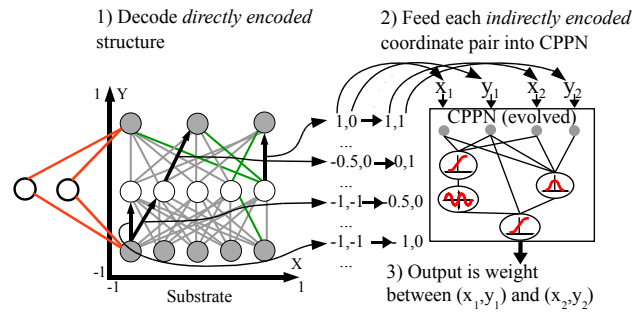 1) Decode directly encoded
structure
2) Feed each indirectly encoded
coordinate pair into CPPN
1
Y
x1 y1 x2 y2
CPPN (evolved)
1,0 1,1
...
-0.5,0 0,1
...
-1,-1 -0.5,0
...
-1,-1 - 1,0
...
-1
-1
X
1
Substrate
3) Output is weight
between (x1,y1) and (x2,y2)